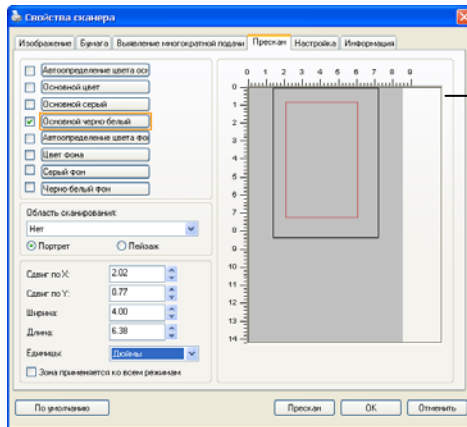 Свойства сканера
Изображение Бумага Выявление многократной подачи Прескан Настройка Информация
Автоопределение цвета осн
Основной цвет
Основной серый
Основной черно-белый
Автоопределение цвета фо
Цвет фона
Серый фон
Черно-белый фон
Область сканирования:
Нет
Портрет Пейзаж
Сдвиг по X: 2.02
Сдвиг по Y: 0.77
Ширина: 4.00
Длина: 6.38
Единицы: Дюймы
Зона применяется ко всем режимам
0 1 2 3 4 5 6 7 8 9
0
1
2
3
4
5
6
7
8
9
10
11
12
13
14
По умолчанию Прескан OK Отменить